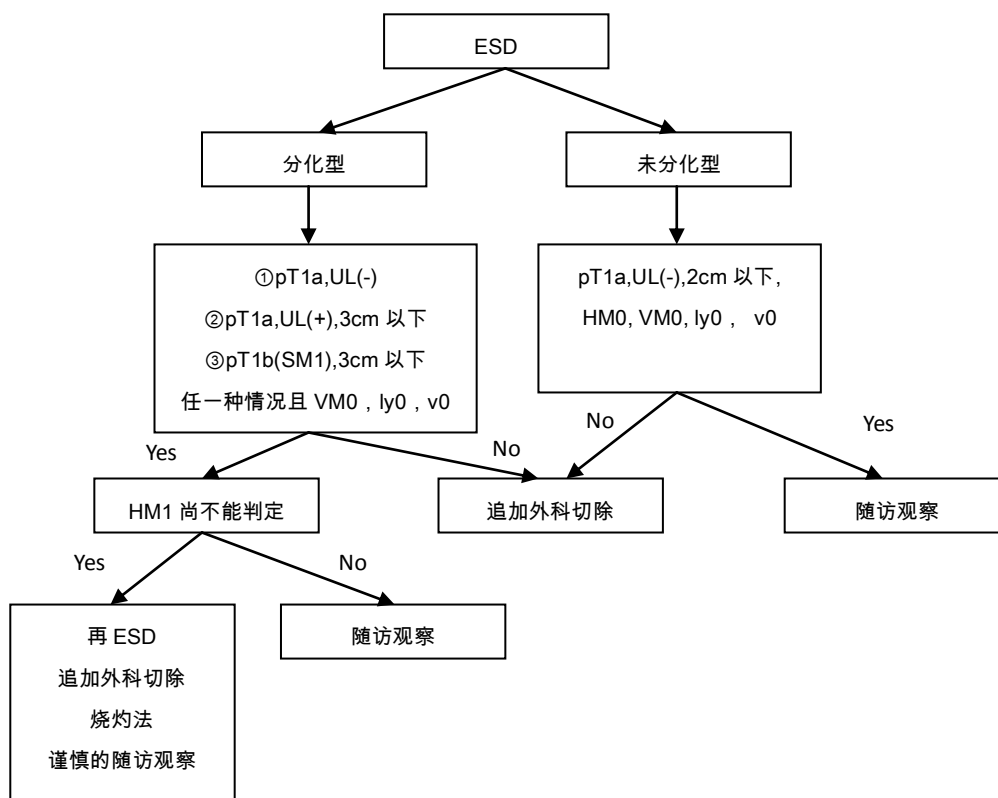 ESD
分化型
未分化型
①pT1a,UL(-)
②pT1a,UL(+),3cm 以下
③pT1b(SM1),3cm 以下
任一种情况且 VM0，ly0，v0
pT1a,UL(-),2cm 以下,
HM0, VM0, ly0， v0
Yes
No
No
Yes
HM1 尚不能判定
追加外科切除
随访观察
Yes
No
再 ESD
追加外科切除
烧灼法
谨慎的随访观察
随访观察